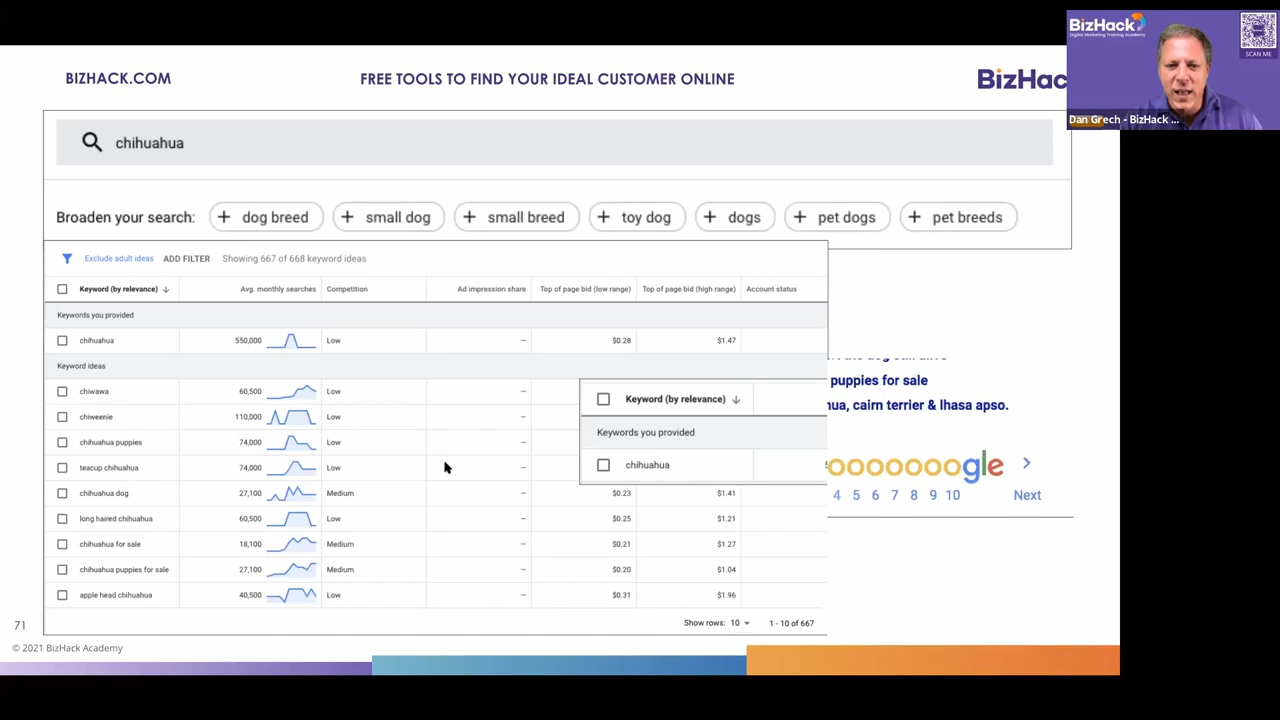 BIZHACK.COM
FREE TOOLS TO FIND YOUR IDEAL CUSTOMER ONLINE
BizHac
BizHack
Digital Marketing Training Academy
SCAN ME
Dan Grech - BizHack ...
chihuahua
Broaden your search: + dog breed + small dog + small breed + toy dog + dogs + pet dogs + pet breeds
Exclude adult ideas ADD FILTER Showing 667 of 668 keyword ideas
Keyword (by relevance) ↓ Avg. monthly searches Competition Ad impression share Top of page bid (low range) Top of page bid (high range) Account status
Keywords you provided
chihuahua 550,000 Low – $0.28 $1.47
Keyword ideas
chiwawa 60,500 Low –
chiweenie 110,000 Low –
chihuahua puppies 74,000 Low –
teacup chihuahua 74,000 Low –
chihuahua dog 27,100 Medium – $0.23 $1.41
long haired chihuahua 60,500 Low – $0.25 $1.21
chihuahua for sale 18,100 Medium – $0.21 $1.27
chihuahua puppies for sale 27,100 Medium – $0.20 $1.04
apple head chihuahua 40,500 Low – $0.31 $1.96
Show rows: 10 1 - 10 of 667
Keyword (by relevance) ↓
Keywords you provided
chihuahua
puppies for sale
hua, cairn terrier & lhasa apso.
ooooooogle >
4 5 6 7 8 9 10 Next
71
© 2021 BizHack Academy